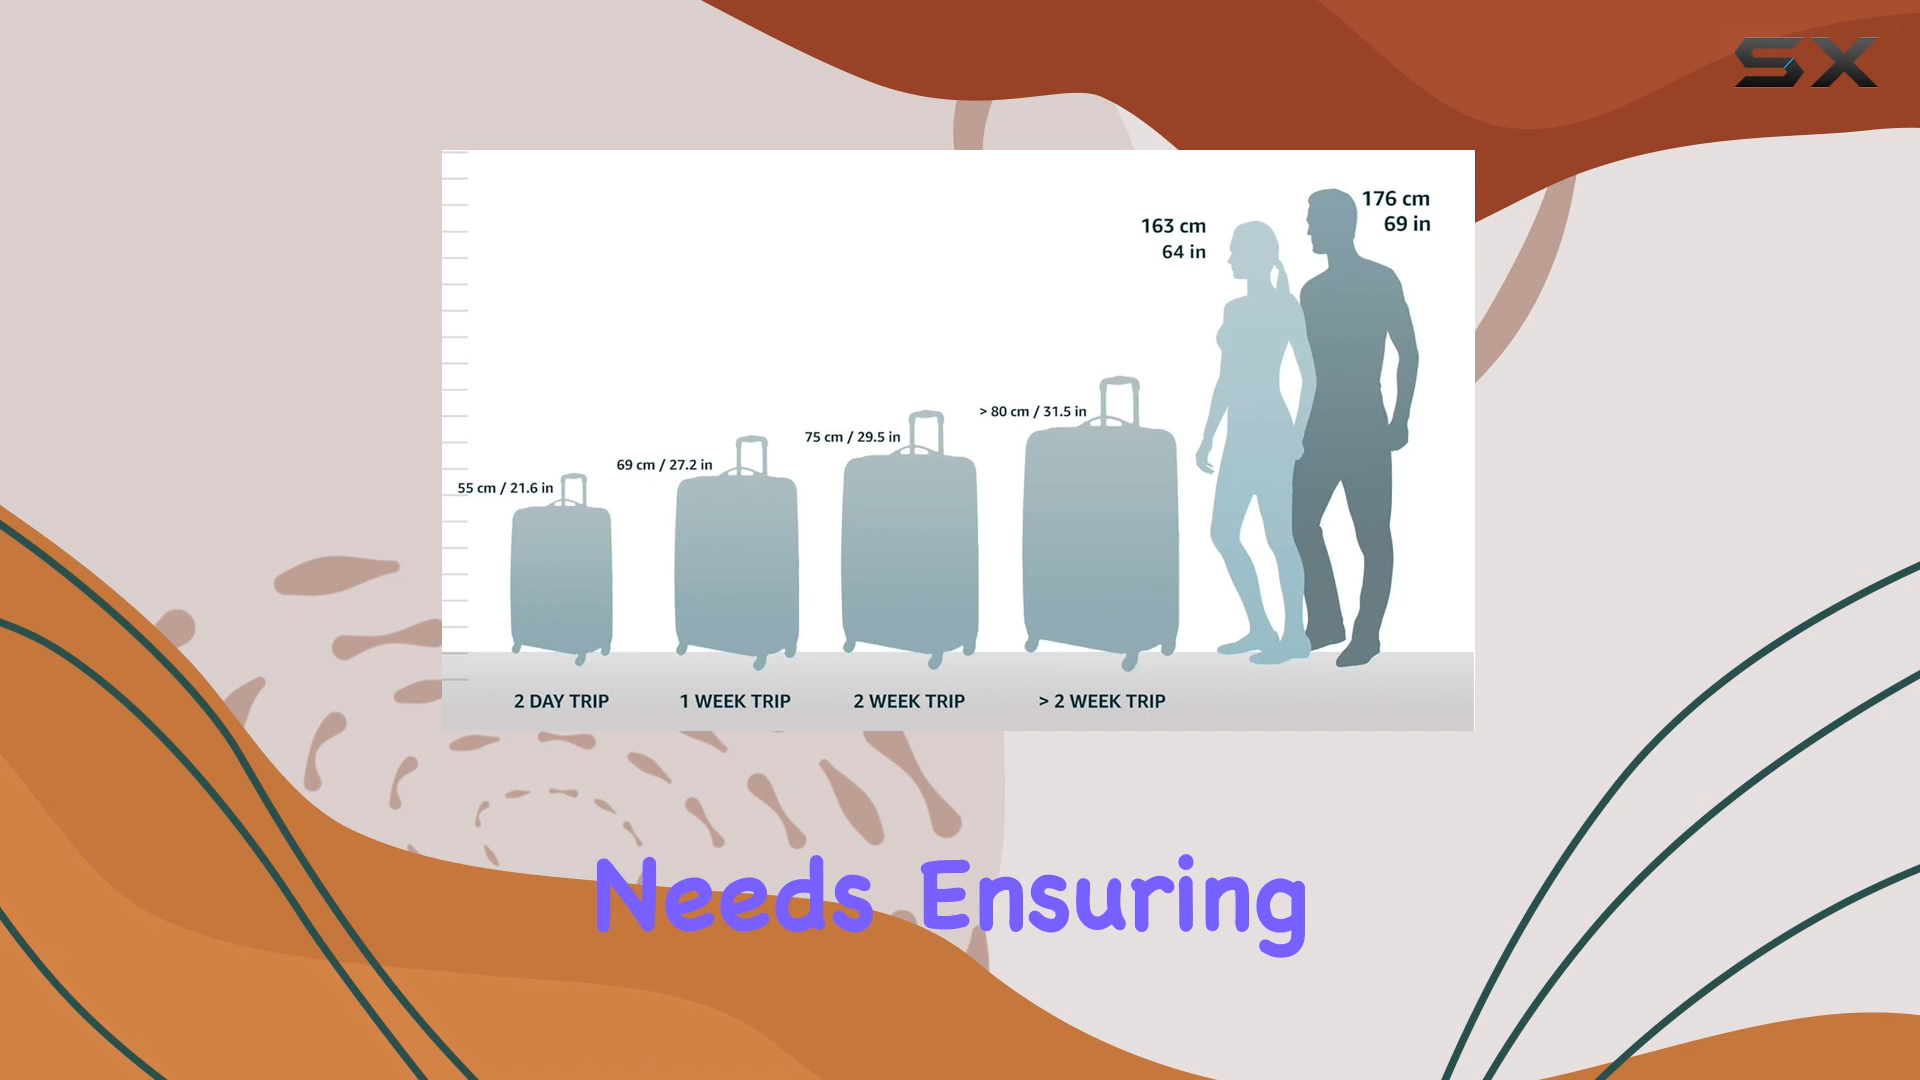 SX
176 cm
69 in
163 cm
64 in
> 80 cm / 31.5 in
75 cm / 29.5 in
69 cm / 27.2 in
55 cm / 21.6 in
2 DAY TRIP
1 WEEK TRIP
2 WEEK TRIP
> 2 WEEK TRIP
Needs Ensuring